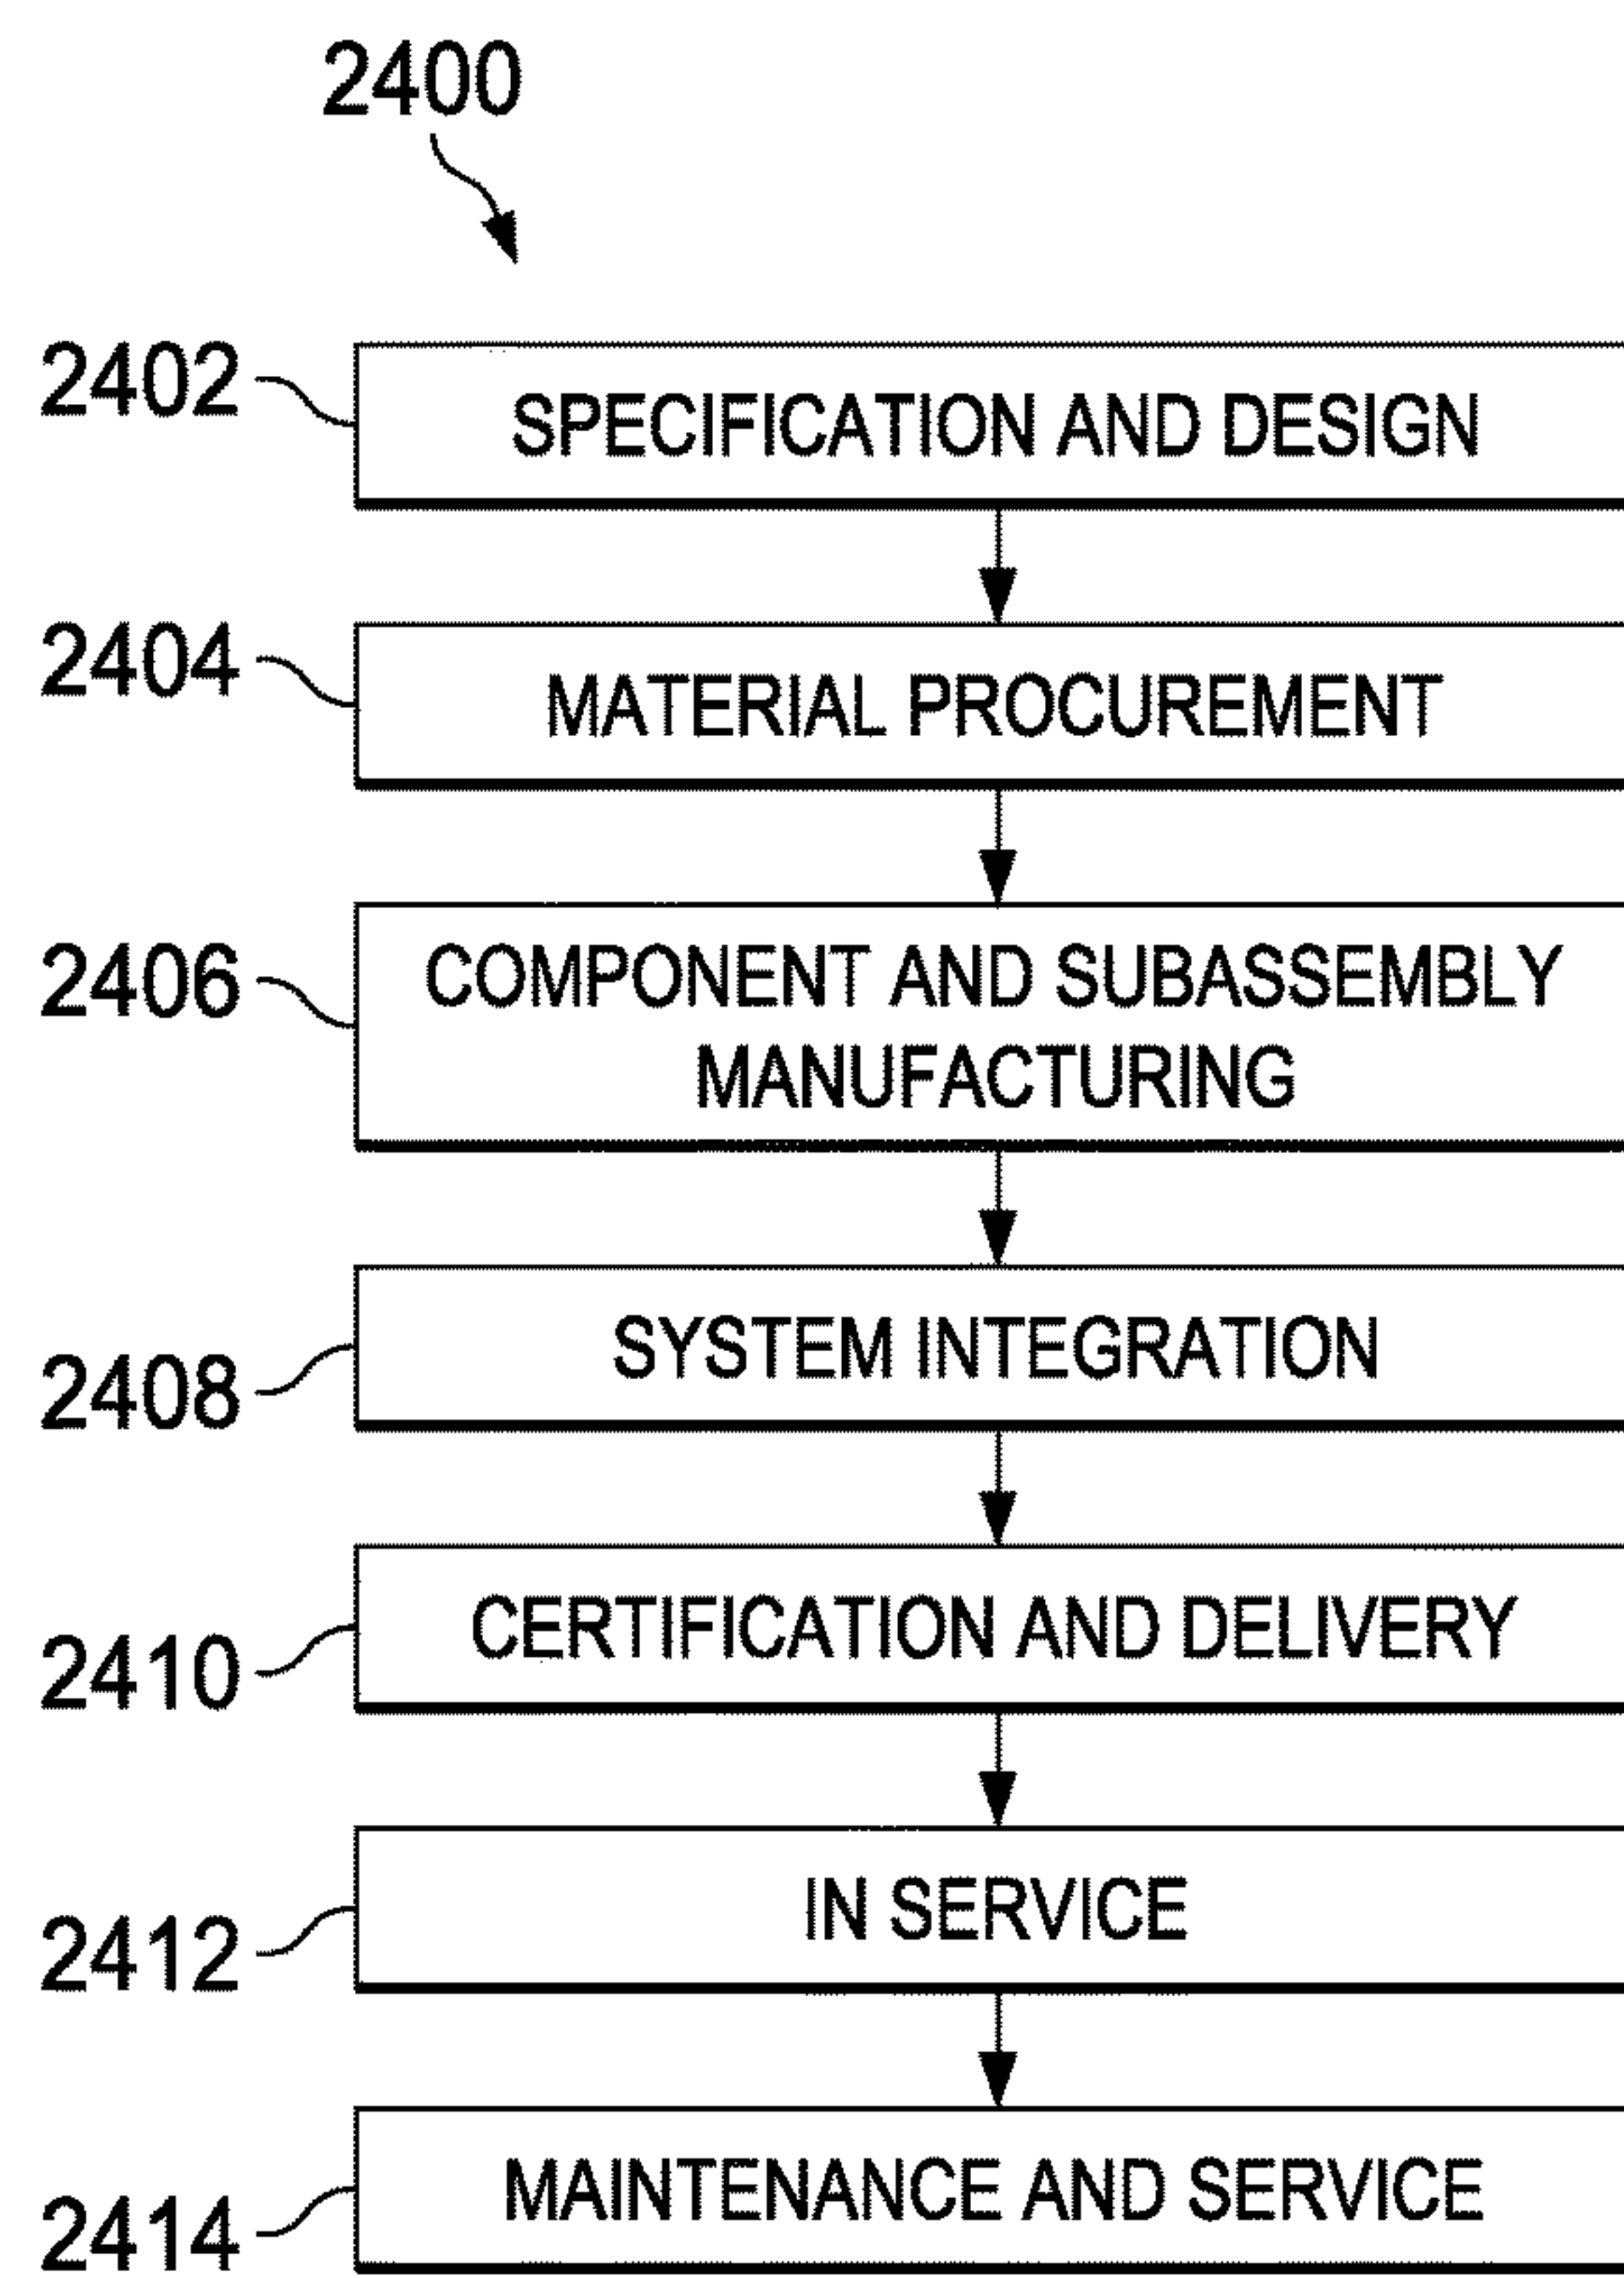 2400
2402 SPECIFICATION AND DESIGN
2404 MATERIAL PROCUREMENT
2406 COMPONENT AND SUBASSEMBLY
MANUFACTURING
2408 SYSTEM INTEGRATION
2410 CERTIFICATION AND DELIVERY
2412 IN SERVICE
2414 MAINTENANCE AND SERVICE